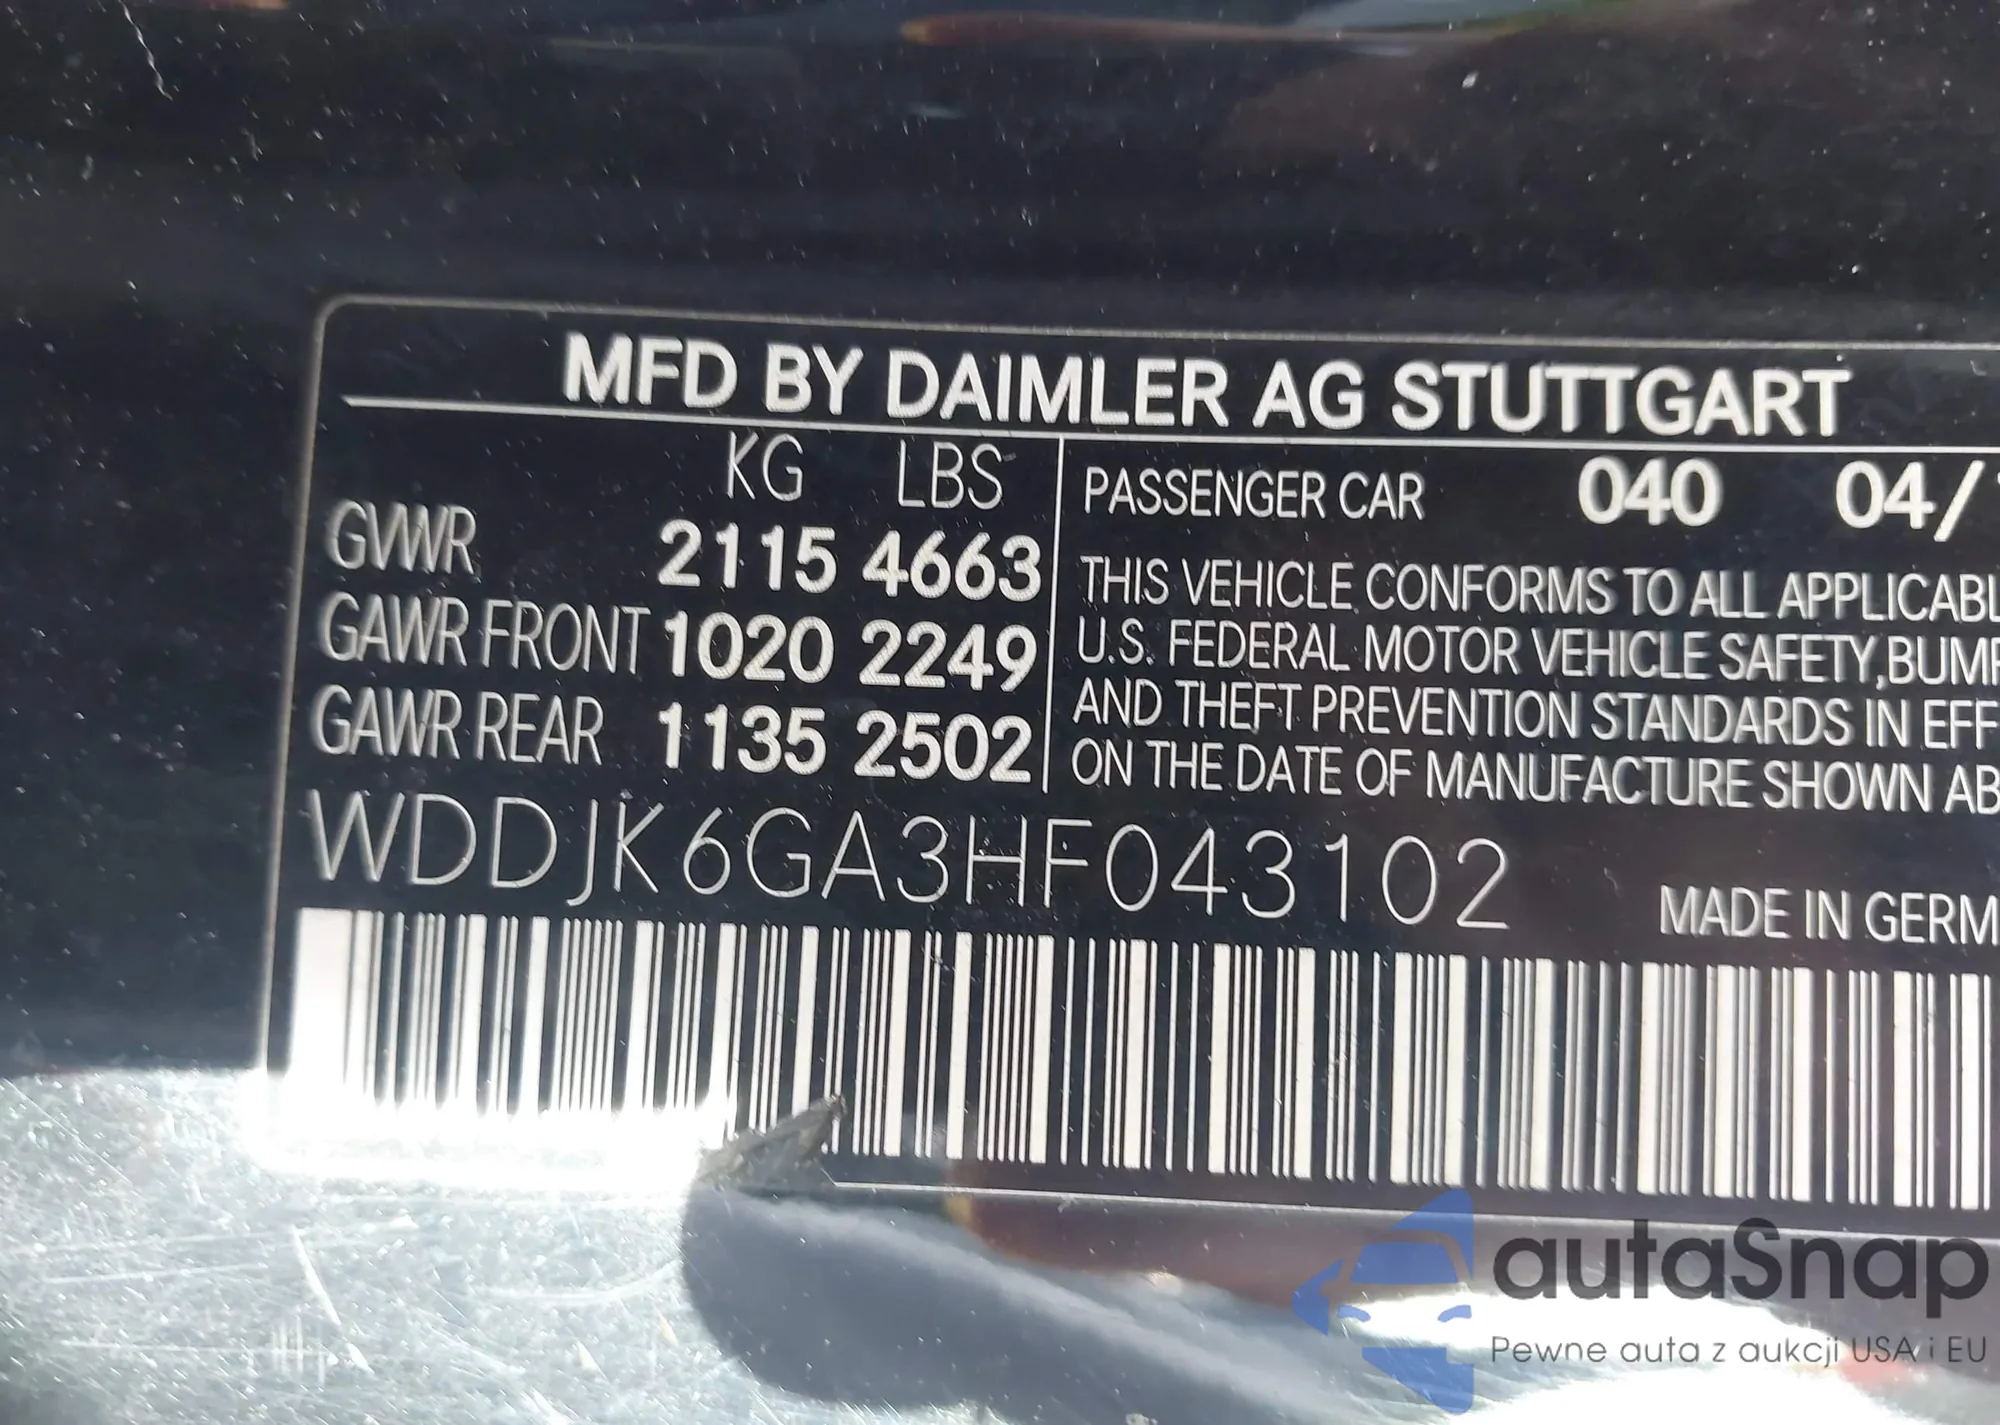 MFD BY DAIMLER AG STUTTGART
KG LBS
GVWR 2115 4663
GAWR FRONT 1020 2249
GAWR REAR 1135 2502
PASSENGER CAR 040 04/
THIS VEHICLE CONFORMS TO ALL APPLICABL
U.S. FEDERAL MOTOR VEHICLE SAFETY, BUMP
AND THEFT PREVENTION STANDARDS IN EFF
ON THE DATE OF MANUFACTURE SHOWN AB
WDDJK6GA3HF043102
MADE IN GERM
autaSnap
Pewne auta z aukcji USA i EU